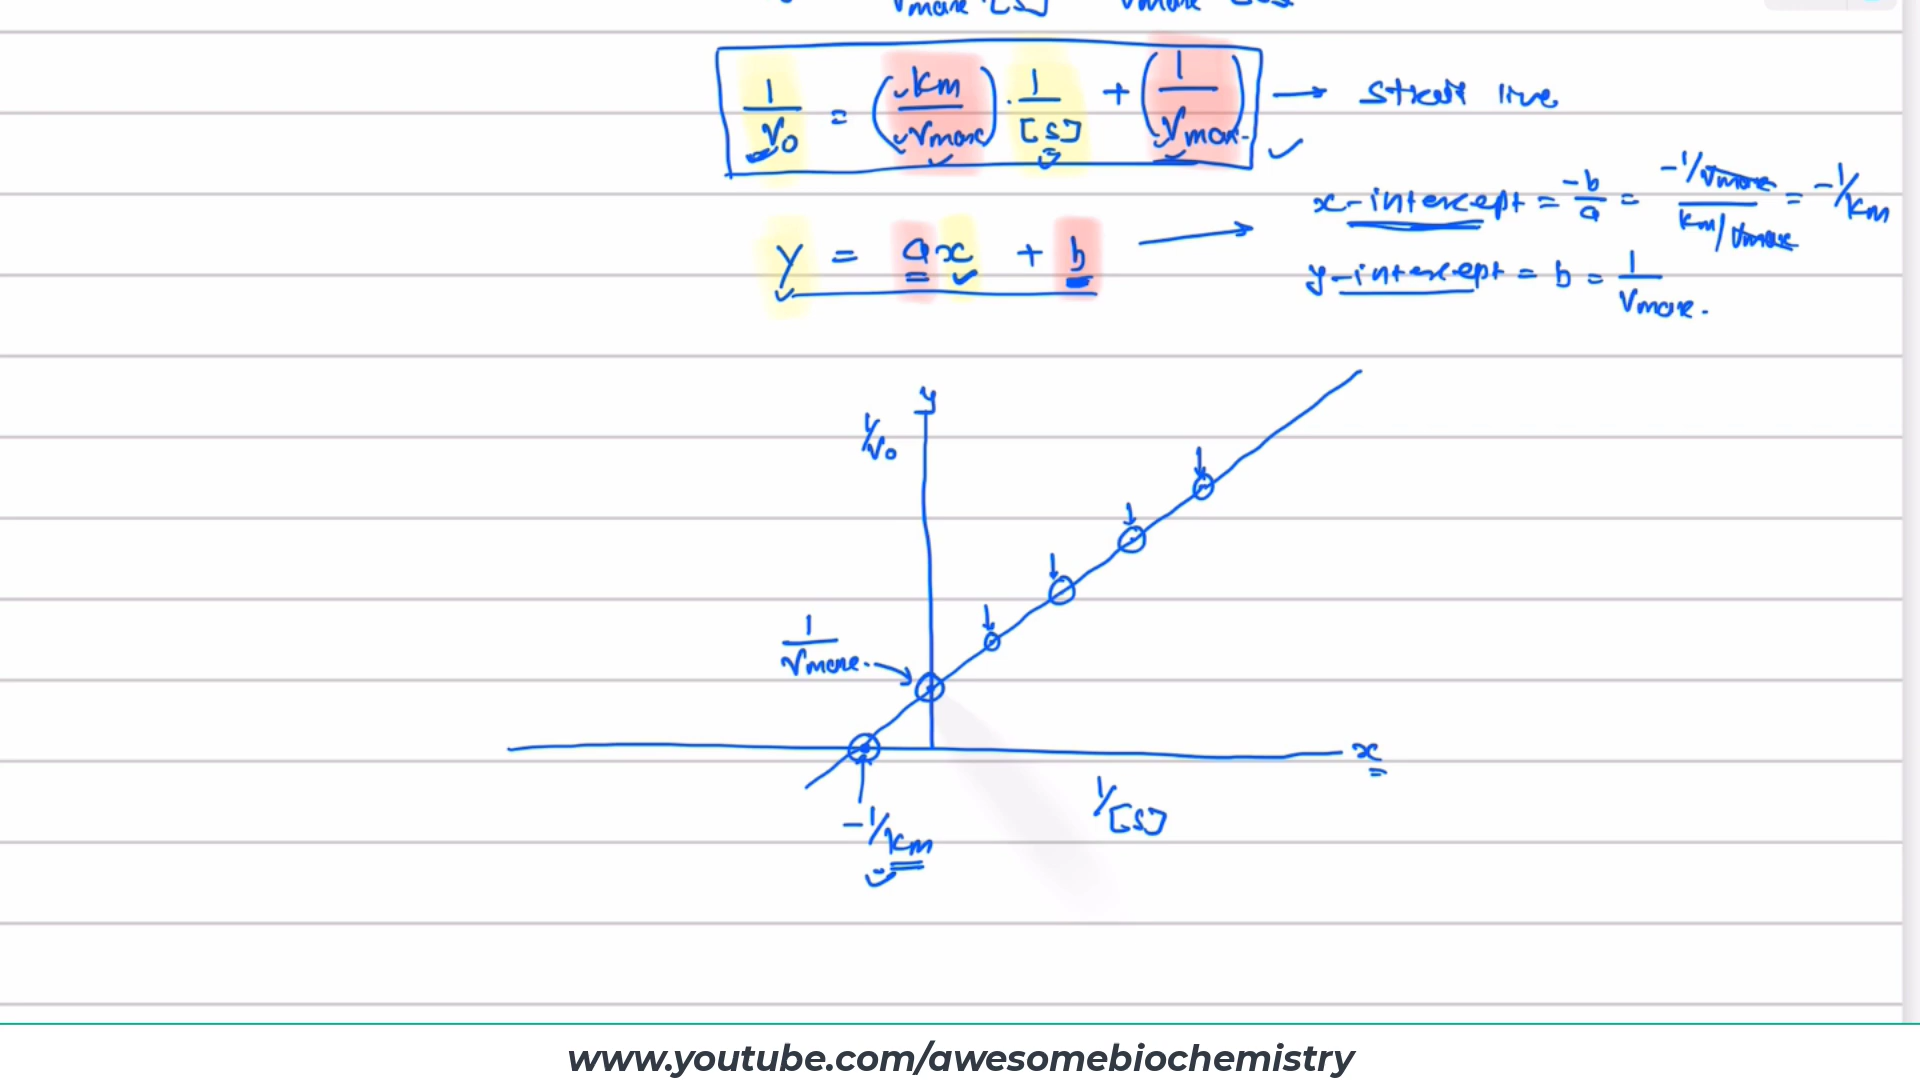 1/V₀ = (Km/Vmax) · 1/[S] + (1/Vmax) → strait line
x-intercept = -b/a = (-1/Vmax)/(Km/Vmax) = -1/Km
y = ax + b →
y-intercept = b = 1/Vmax.
y
1/V₀
1/Vmax.
x
1/[S]
-1/Km
www.youtube.com/awesomebiochemistry